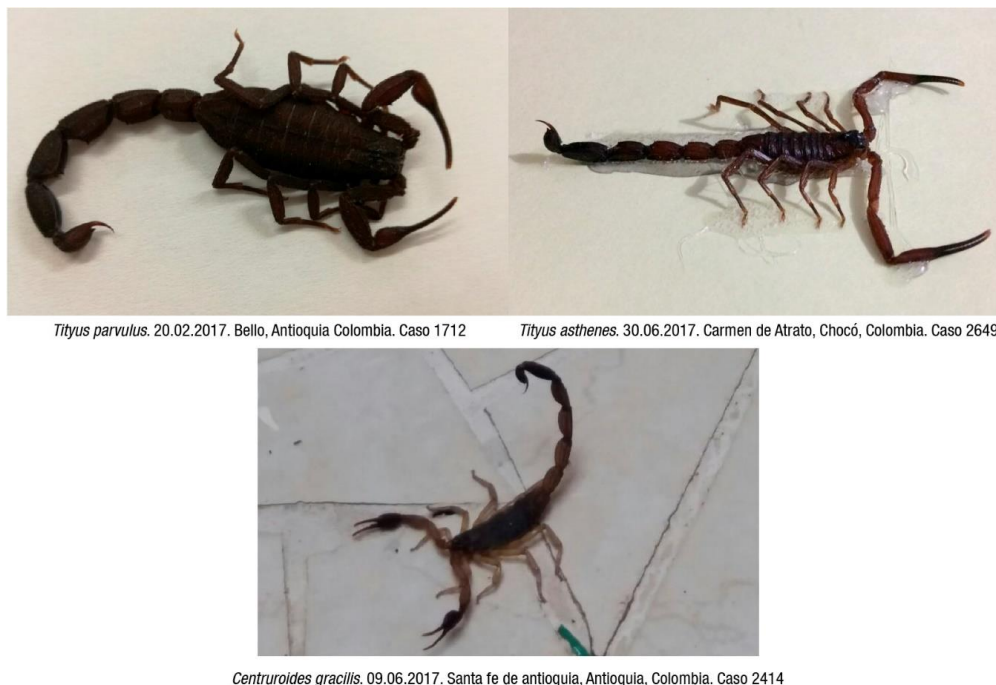 Tityus parvulus. 20.02.2017. Bello, Antioquia Colombia. Caso 1712
Tityus asthenes. 30.06.2017. Carmen de Atrato, Chocó, Colombia. Caso 2649
Centruroides gracilis. 09.06.2017. Santa fe de antioquia, Antioquia, Colombia. Caso 2414